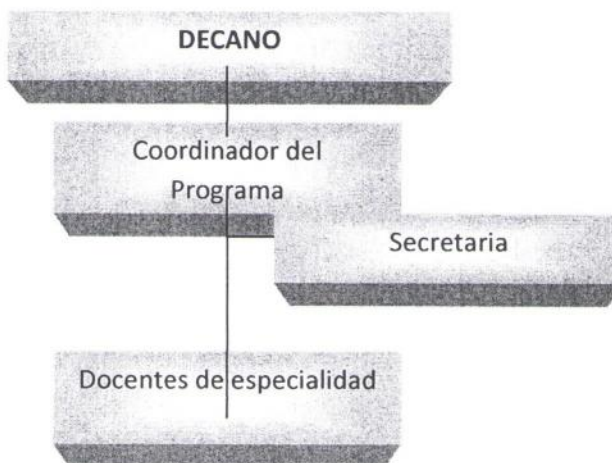 DECANO
Coordinador del
Programa
Secretaria
Docentes de especialidad